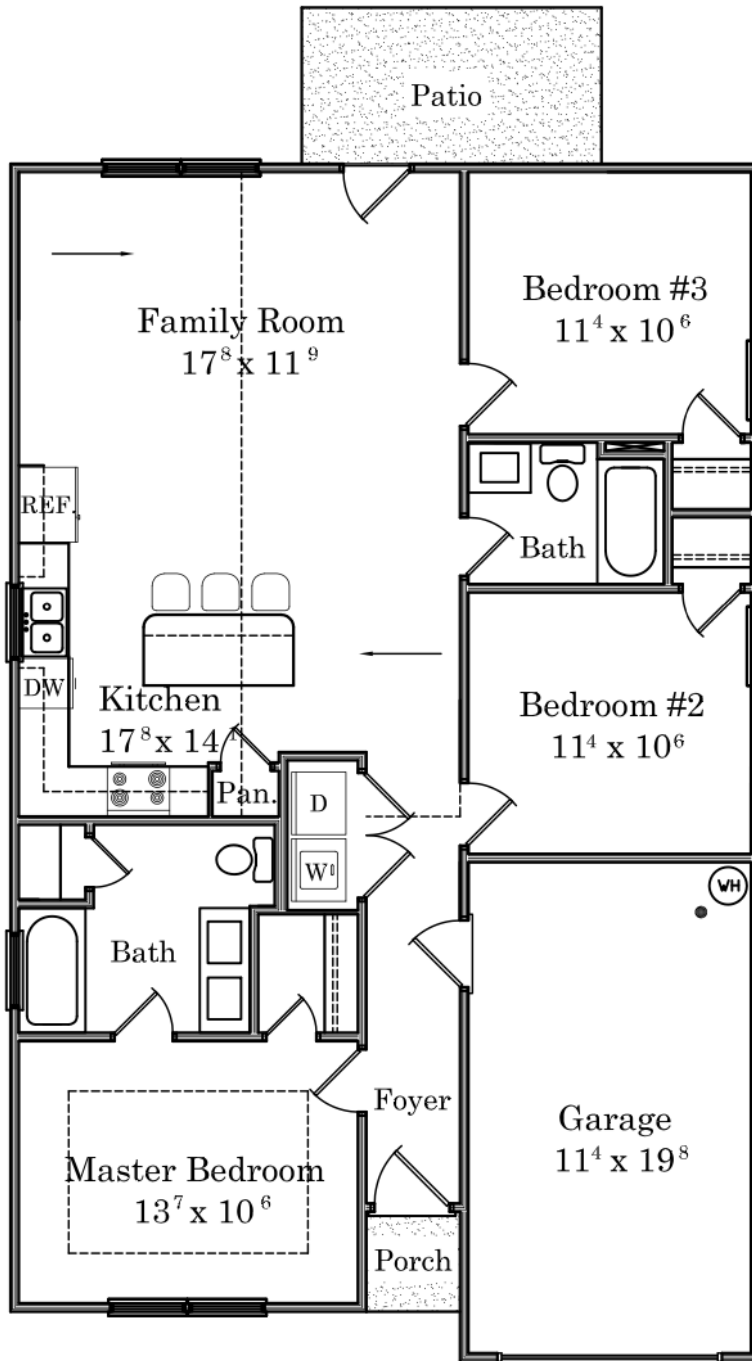 Patio
Family Room
17⁸ x 11⁹
Bedroom #3
11⁴ x 10⁶
REF.
Bath
DW
Kitchen
17⁸ x 14¹
Bedroom #2
11⁴ x 10⁶
Pan.
D
W
WH
Bath
Foyer
Garage
11⁴ x 19⁸
Master Bedroom
13⁷ x 10⁶
Porch